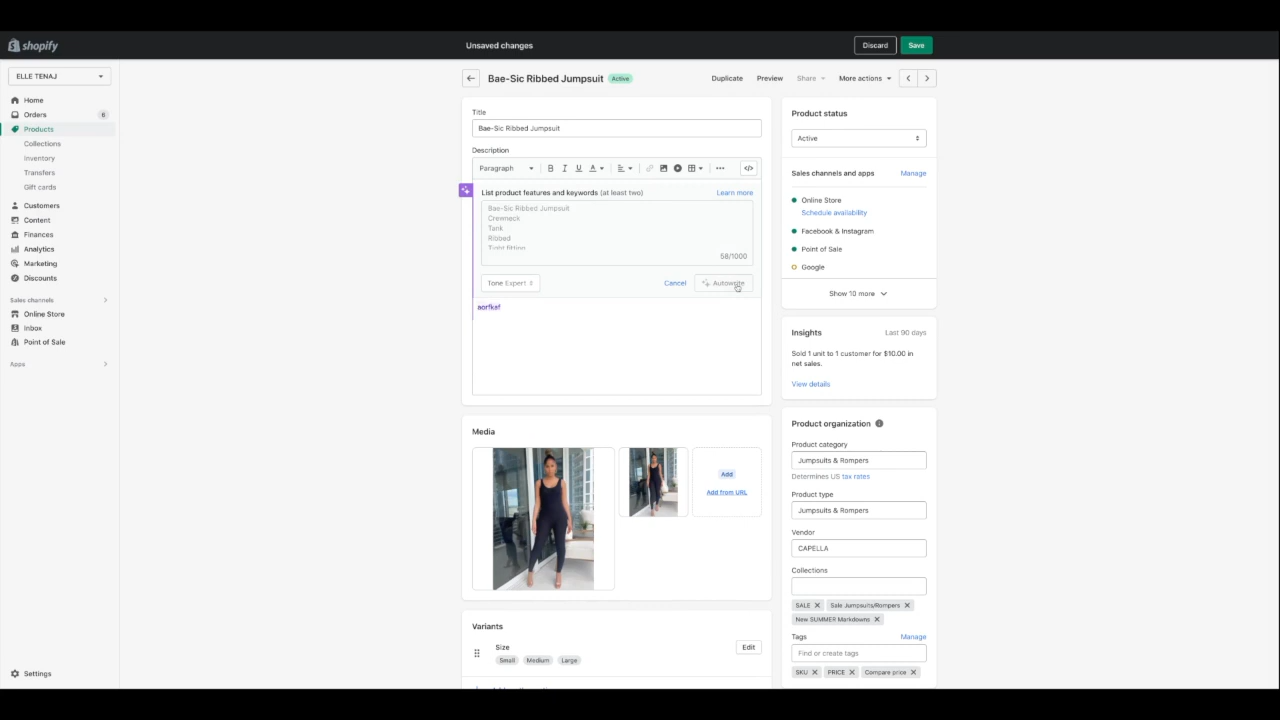 shopify
Unsaved changes
Discard
Save
ELLE TENAJ
Home
Orders
6
Products
Collections
Inventory
Transfers
Gift cards
Customers
Content
Finances
Analytics
Marketing
Discounts
Sales channels
Online Store
Inbox
Point of Sale
Apps
Settings
Bae-Sic Ribbed Jumpsuit
Active
Duplicate
Preview
Share
More actions
Title
Bae-Sic Ribbed Jumpsuit
Description
Paragraph
B I U A
List product features and keywords (at least two)
Learn more
Bae-Sic Ribbed Jumpsuit
Crewneck
Tank
Ribbed
Tight fitting
58/1000
Tone Expert
Cancel
Autowrite
Media
Add
Add from URL
Variants
Size
Edit
Small
Medium
Large
Product status
Active
Sales channels and apps
Manage
Online Store
Schedule availability
Facebook & Instagram
Point of Sale
Google
Show 10 more
Insights
Last 90 days
Sold 1 unit to 1 customer for $10.00 in
net sales.
View details
Product organization
Product category
Jumpsuits & Rompers
Determines US tax rates
Product type
Jumpsuits & Rompers
Vendor
CAPELLA
Collections
SALE
Sale Jumpsuits/Rompers
New SUMMER Markdowns
Tags
Manage
Find or create tags
SKU
PRICE
Compare price